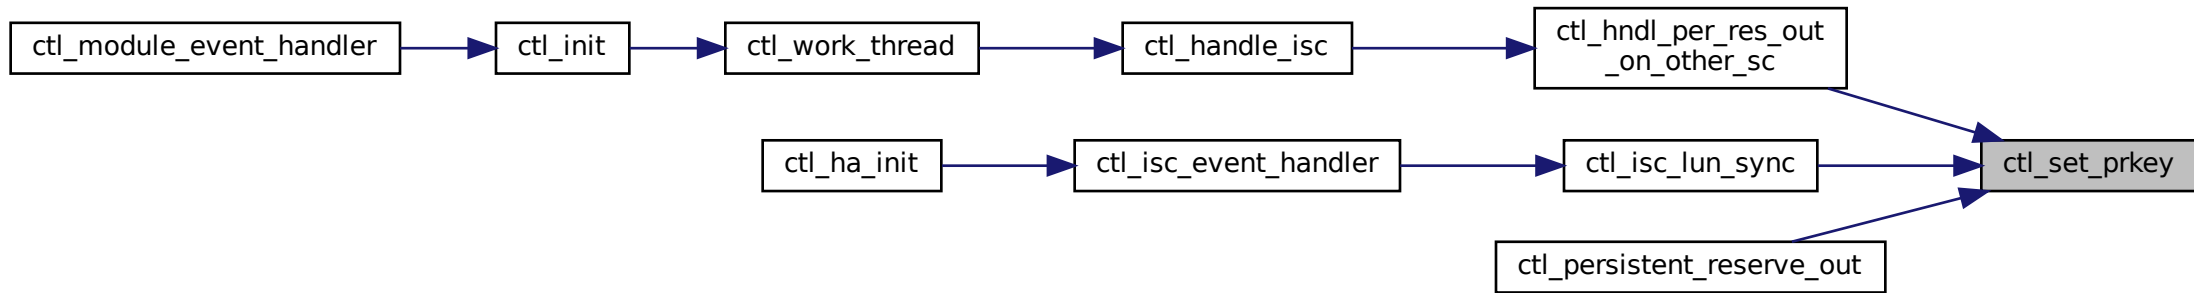 ctl_module_event_handler
ctl_init
ctl_work_thread
ctl_handle_isc
ctl_hndl_per_res_out
_on_other_sc
ctl_ha_init
ctl_isc_event_handler
ctl_isc_lun_sync
ctl_set_prkey
ctl_persistent_reserve_out